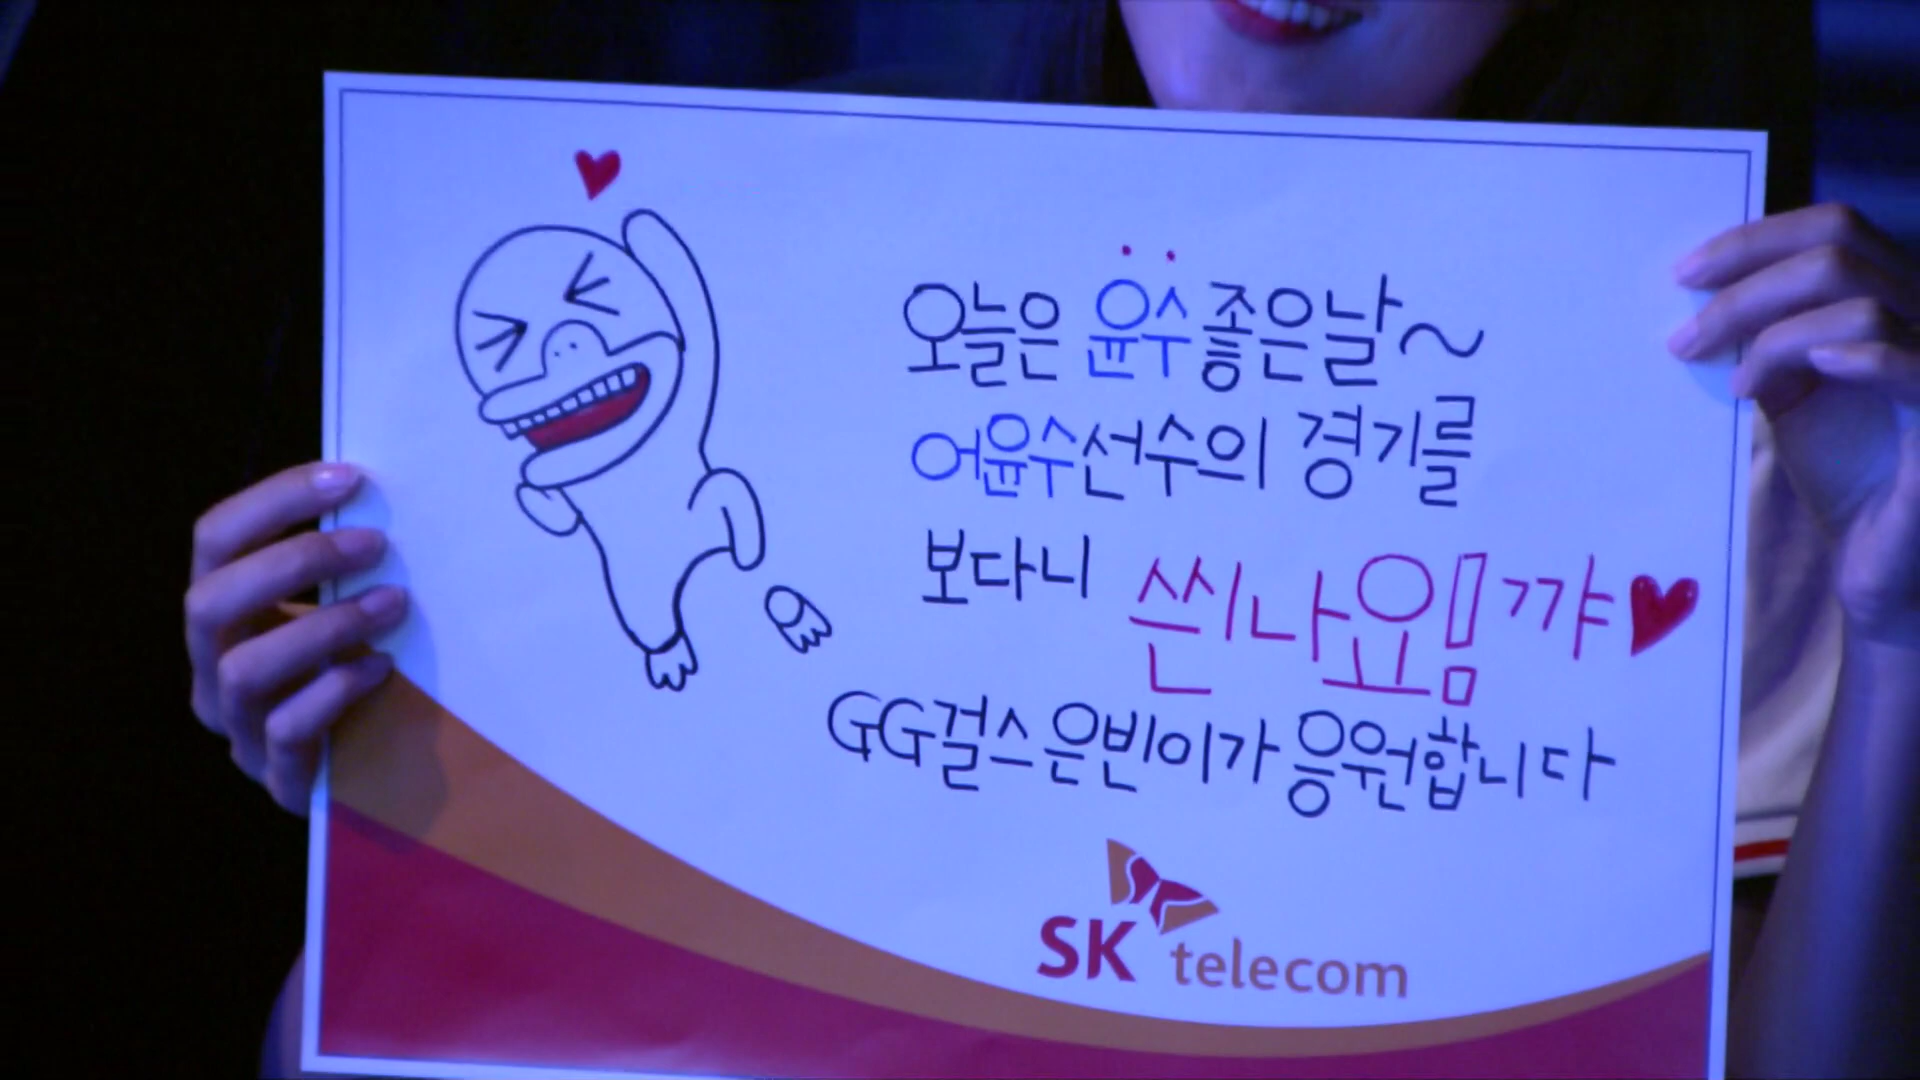 오늘은 윤수좋은날~
어윤수선수의 경기를
보다니 씐나요밈 꺄♥
GG걸스 은빈이가 응원합니다
SK telecom